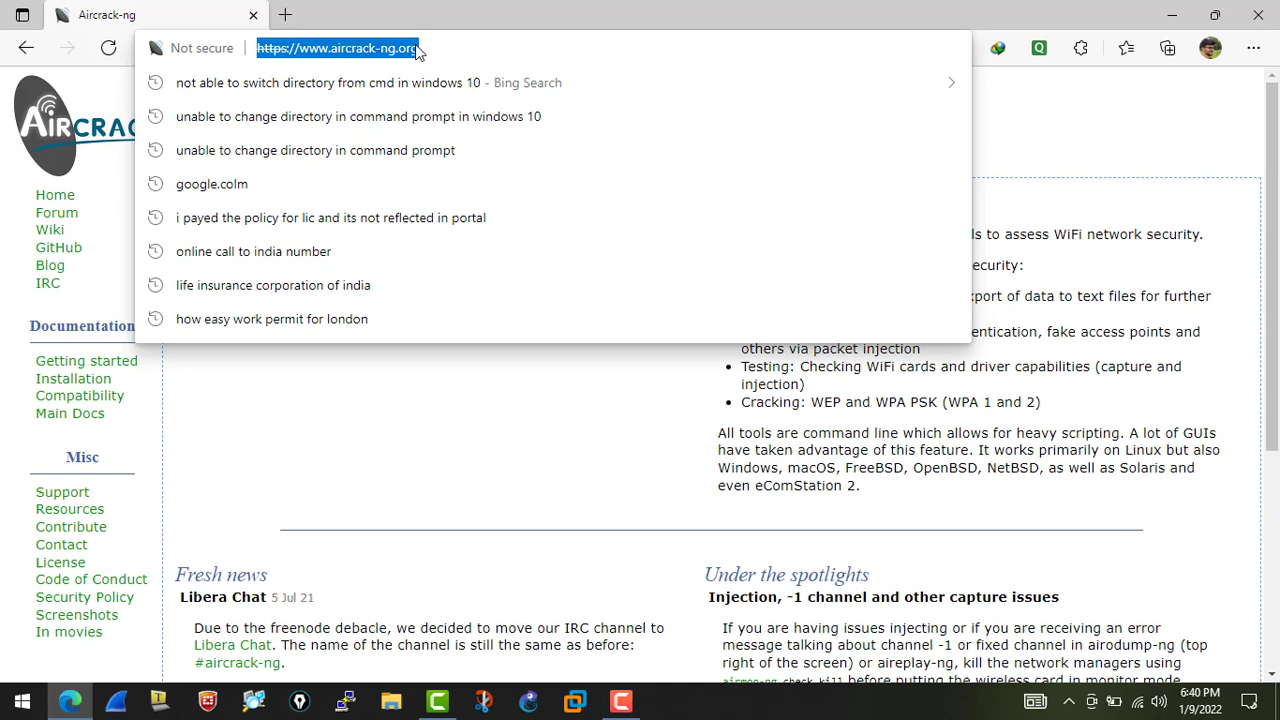 Aircrack-ng
Not secure
https://www.aircrack-ng.org
not able to switch directory from cmd in windows 10 - Bing Search
unable to change directory in command prompt in windows 10
unable to change directory in command prompt
google.colm
i payed the policy for lic and its not reflected in portal
online call to india number
life insurance corporation of india
how easy work permit for london
AIRCRAC
Home
Forum
Wiki
GitHub
Blog
IRC
Documentation
Getting started
Installation
Compatibility
Main Docs
Misc
Support
Resources
Contribute
Contact
License
Code of Conduct
Security Policy
Screenshots
In movies
to assess WiFi network security.
ecurity:
of data to text files for further
fake access points and
others via packet injection
• Testing: Checking WiFi cards and driver capabilities (capture and
injection)
• Cracking: WEP and WPA PSK (WPA 1 and 2)
All tools are command line which allows for heavy scripting. A lot of GUIs
have taken advantage of this feature. It works primarily on Linux but also
Windows, macOS, FreeBSD, OpenBSD, NetBSD, as well as Solaris and
even eComStation 2.
Fresh news
Libera Chat 5 Jul 21
Due to the freenode debacle, we decided to move our IRC channel to
Libera Chat. The name of the channel is still the same as before:
#aircrack-ng.
Under the spotlights
Injection, -1 channel and other capture issues
If you are having issues injecting or if you are receiving an error
message talking about channel -1 or fixed channel in airodump-ng (top
right of the screen) or aireplay-ng, kill the network managers using
airmon-ng check kill before putting the wireless card in monitor mode
6:40 PM
1/9/2022